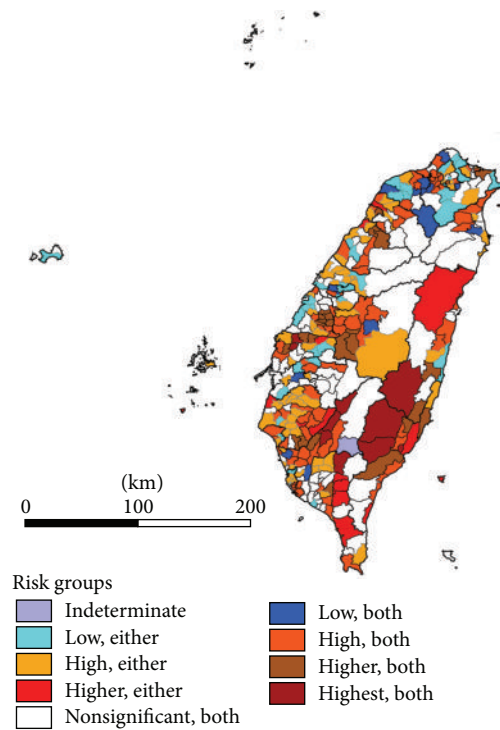 (km)
0 100 200
Risk groups
Indeterminate
Low, either
High, either
Higher, either
Nonsignificant, both
Low, both
High, both
Higher, both
Highest, both